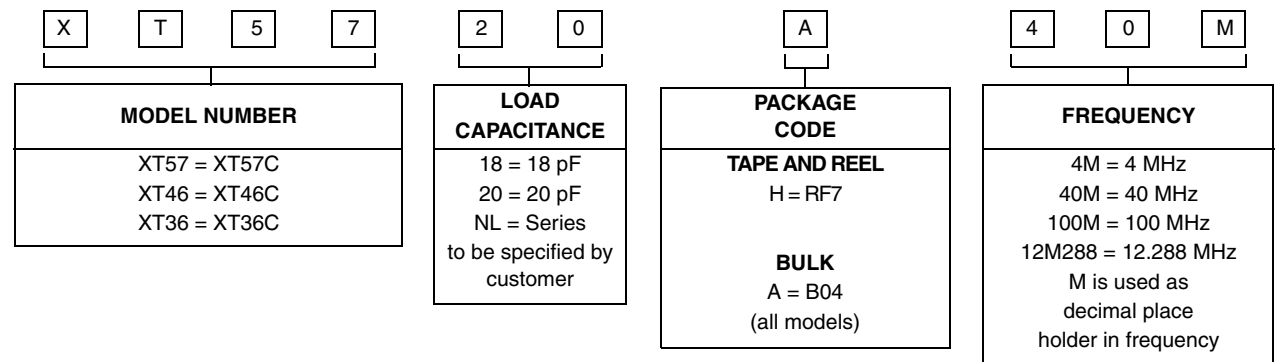 X T 5 7 2 0 A 4 0 M
MODEL NUMBER
XT57 = XT57C
XT46 = XT46C
XT36 = XT36C
LOAD
CAPACITANCE
18 = 18 pF
20 = 20 pF
NL = Series
to be specified by
customer
PACKAGE
CODE
TAPE AND REEL
H = RF7
BULK
A = B04
(all models)
FREQUENCY
4M = 4 MHz
40M = 40 MHz
100M = 100 MHz
12M288 = 12.288 MHz
M is used as
decimal place
holder in frequency